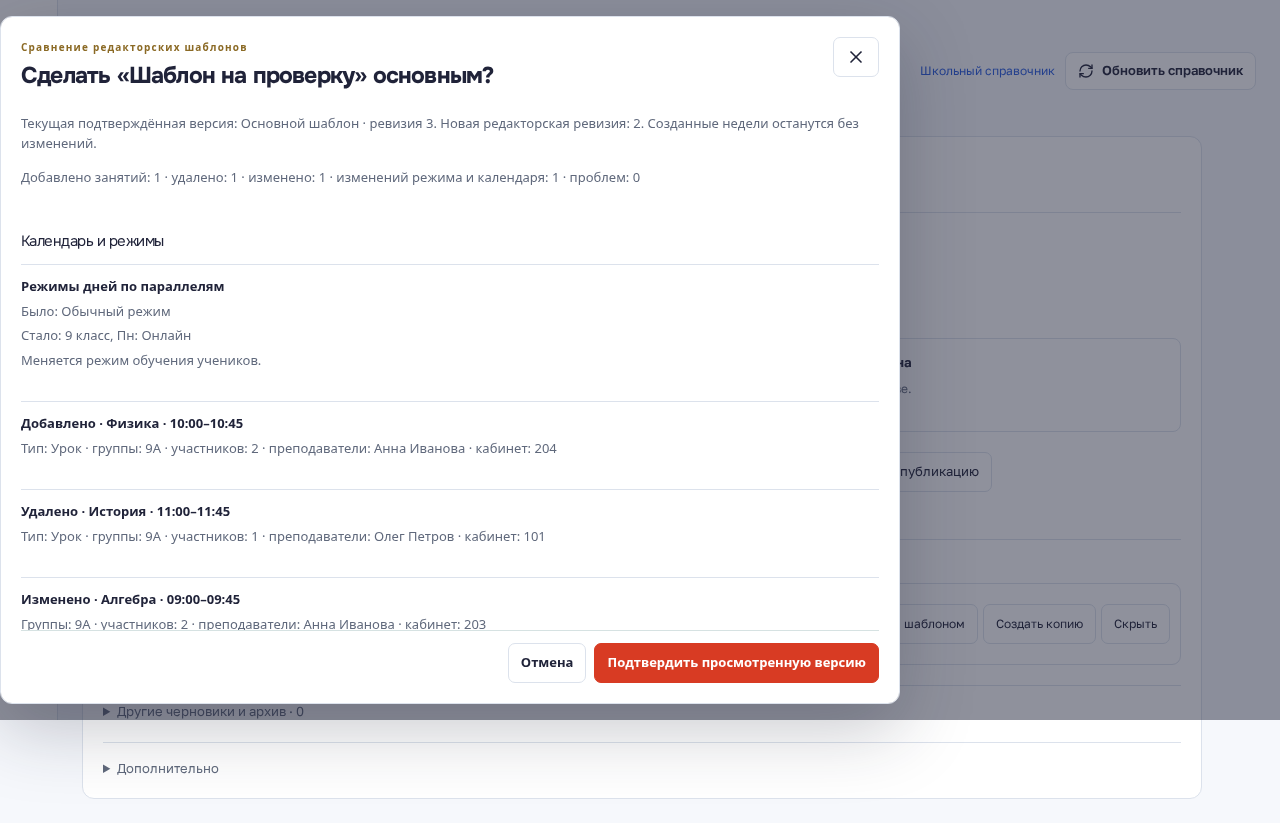 Сравнение редакторских шаблонов
Сделать «Шаблон на проверку» основным?
Школьный справочник
Обновить справочник
Текущая подтверждённая версия: Основной шаблон · ревизия 3. Новая редакторская ревизия: 2. Созданные недели останутся без
изменений.
Добавлено занятий: 1 · удалено: 1 · изменено: 1 · изменений режима и календаря: 1 · проблем: 0
Календарь и режимы
Режимы дней по параллелям
Было: Обычный режим
Стало: 9 класс, Пн: Онлайн
Меняется режим обучения учеников.
Добавлено · Физика · 10:00–10:45
Тип: Урок · группы: 9А · участников: 2 · преподаватели: Анна Иванова · кабинет: 204
публикацию
Удалено · История · 11:00–11:45
Тип: Урок · группы: 9А · участников: 1 · преподаватели: Олег Петров · кабинет: 101
Изменено · Алгебра · 09:00–09:45
Группы: 9А · участников: 2 · преподаватели: Анна Иванова · кабинет: 203
шаблоном
Создать копию
Скрыть
Отмена
Подтвердить просмотренную версию
Другие черновики и архив · 0
Дополнительно